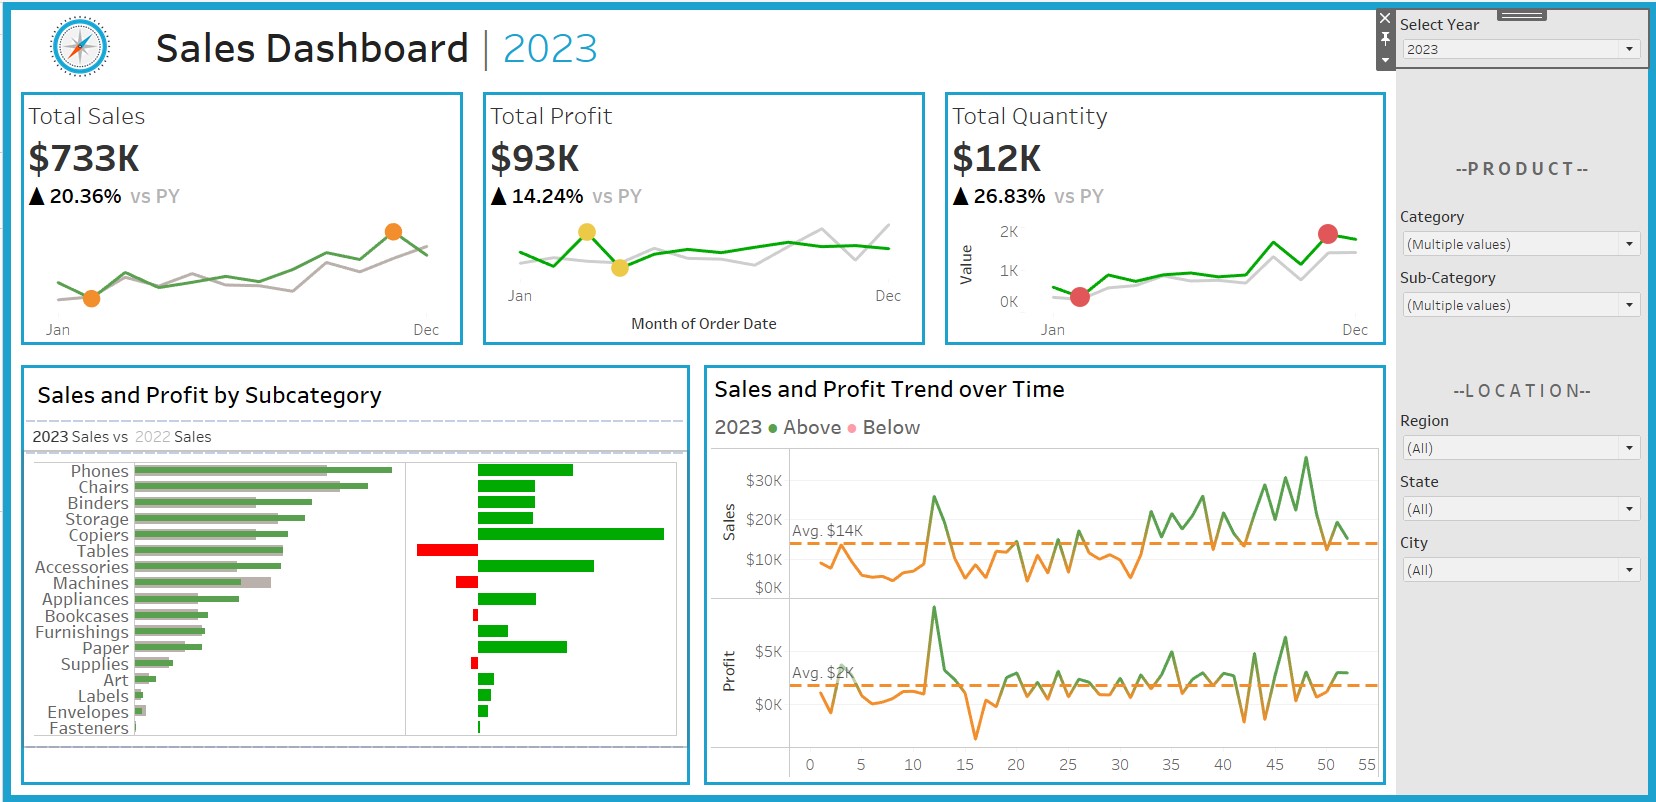 Sales Dashboard | 2023
Total Sales
$733K
▲ 20.36% vs PY
Jan
Dec
Total Profit
$93K
▲ 14.24% vs PY
Jan
Dec
Month of Order Date
Total Quantity
$12K
▲ 26.83% vs PY
Value
2K
1K
0K
Jan
Dec
Sales and Profit by Subcategory
2023 Sales vs 2022 Sales
Phones
Chairs
Binders
Storage
Copiers
Tables
Accessories
Machines
Appliances
Bookcases
Furnishings
Paper
Supplies
Art
Labels
Envelopes
Fasteners
Sales and Profit Trend over Time
2023 ● Above ● Below
Sales
$30K
$20K
$10K
$0K
Avg. $14K
Profit
$5K
$0K
Avg. $2K
0 5 10 15 20 25 30 35 40 45 50 55
Select Year
2023
--PRODUCT--
Category
(Multiple values)
Sub-Category
(Multiple values)
--LOCATION--
Region
(All)
State
(All)
City
(All)